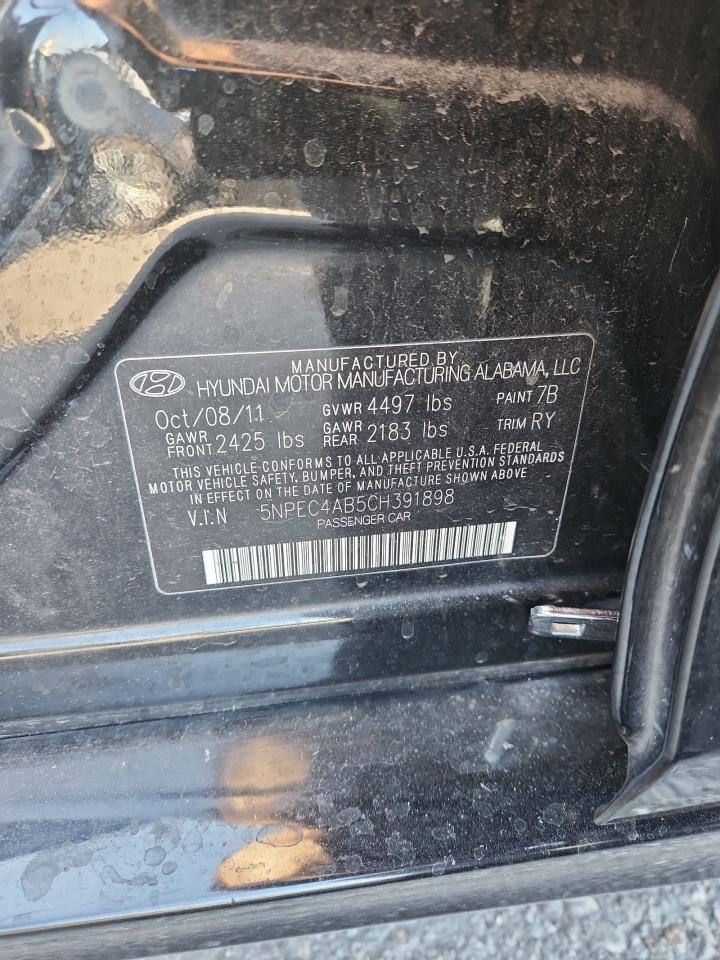 MANUFACTURED BY
HYUNDAI MOTOR MANUFACTURING ALABAMA, LLC
Oct/08/11 GVWR 4497 lbs PAINT 7B
GAWR FRONT 2425 lbs GAWR REAR 2183 lbs TRIM RY
THIS VEHICLE CONFORMS TO ALL APPLICABLE U.S.A. FEDERAL
MOTOR VEHICLE SAFETY, BUMPER, AND THEFT PREVENTION STANDARDS
IN EFFECT ON THE DATE OF MANUFACTURE SHOWN ABOVE
V.I.N 5NPEC4AB5CH391898
PASSENGER CAR